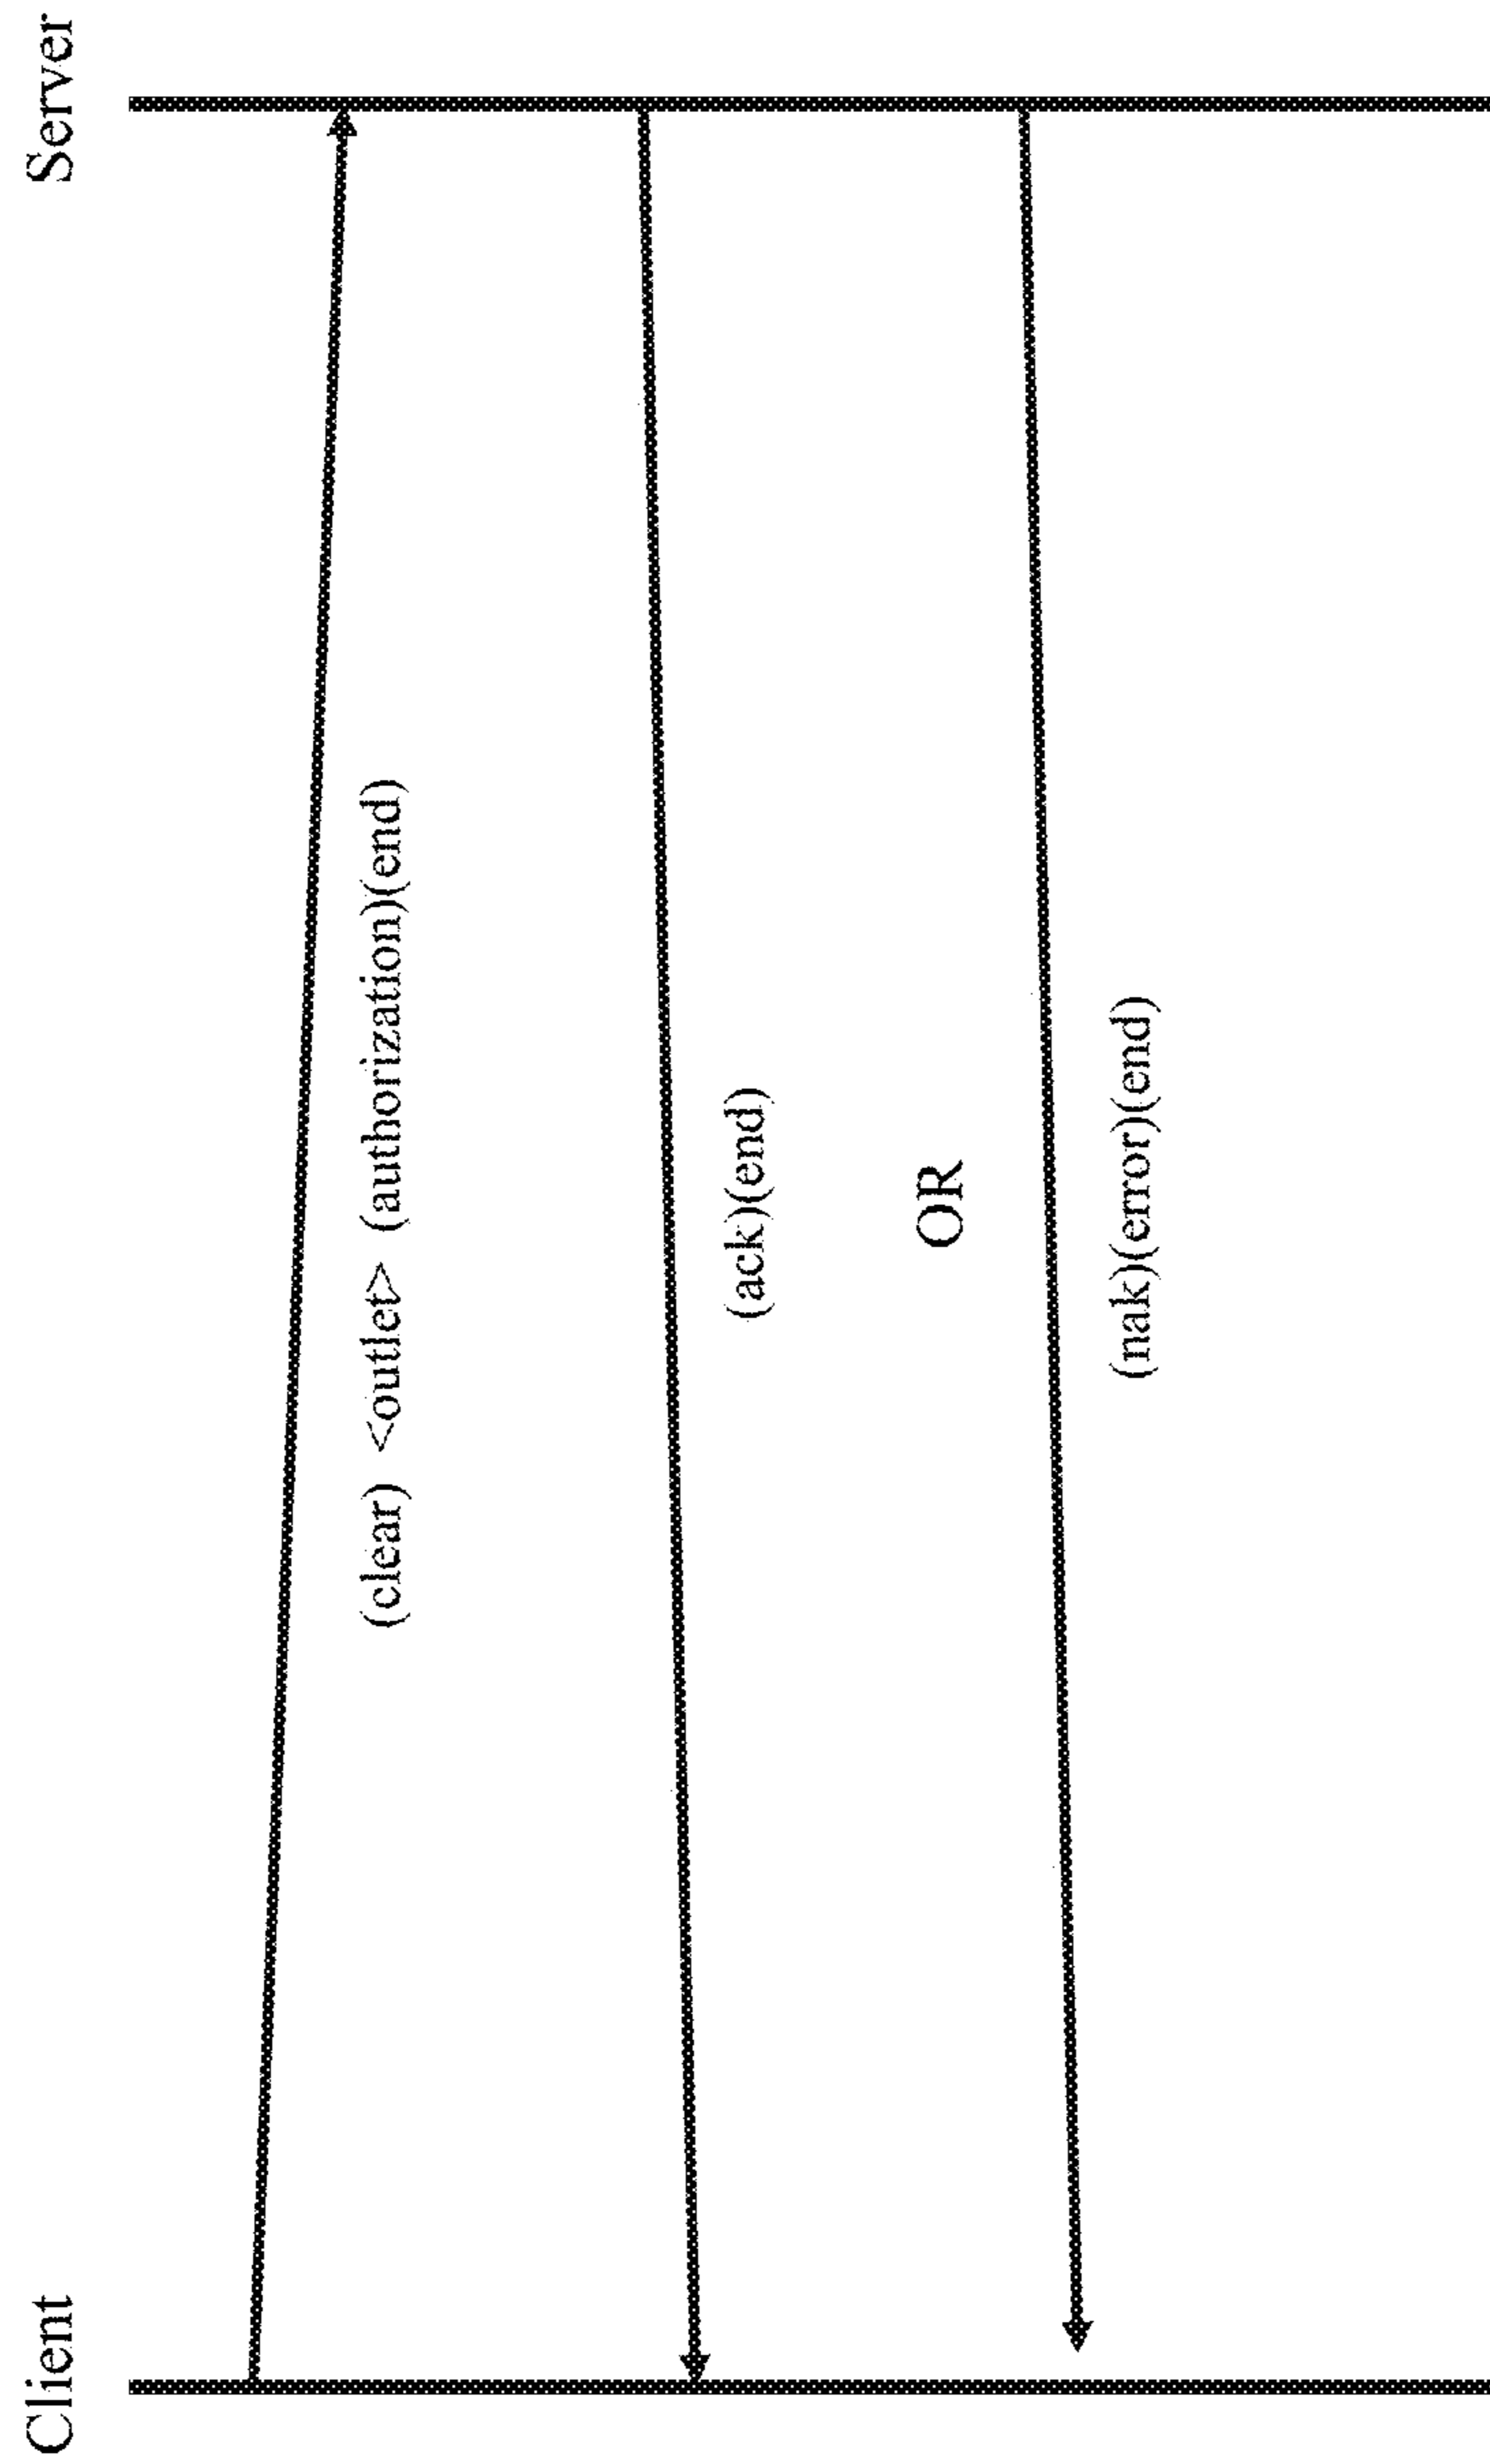 Client
Server
(clear) <outlet> (authorization)(end)
(ack)(end)
OR
(nak)(error)(end)